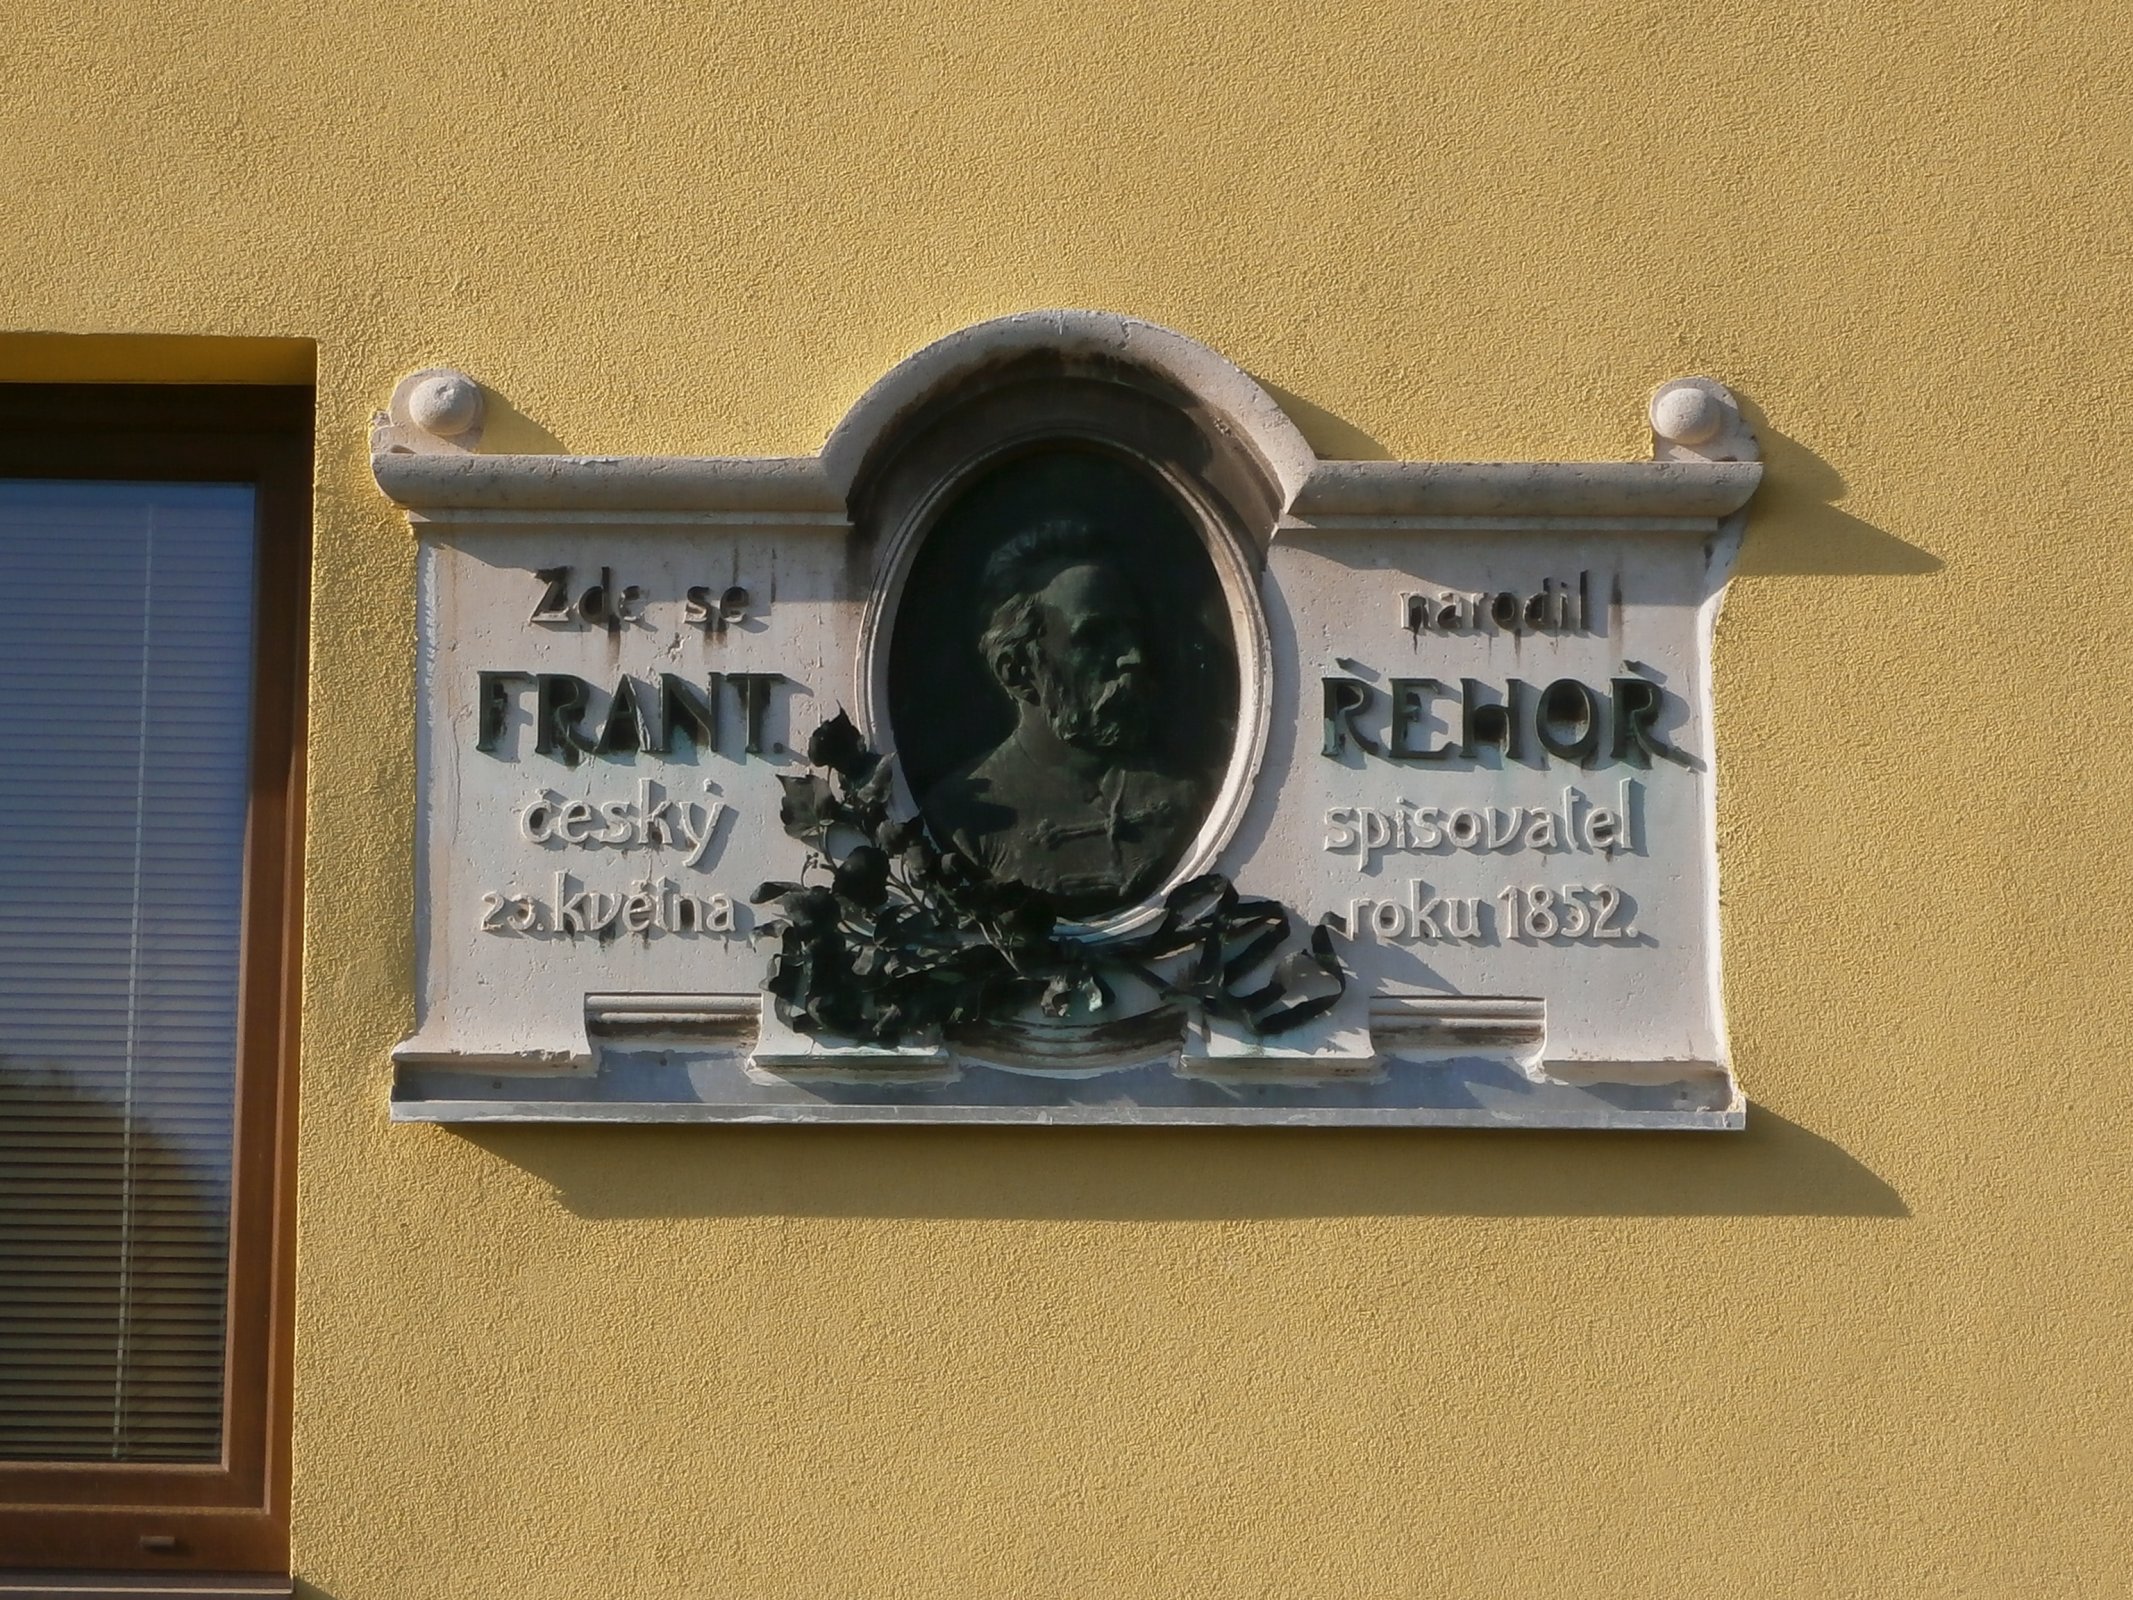 Zde se narodil
FRANT. ŘEHOŘ
český spisovatel
23. května roku 1852.